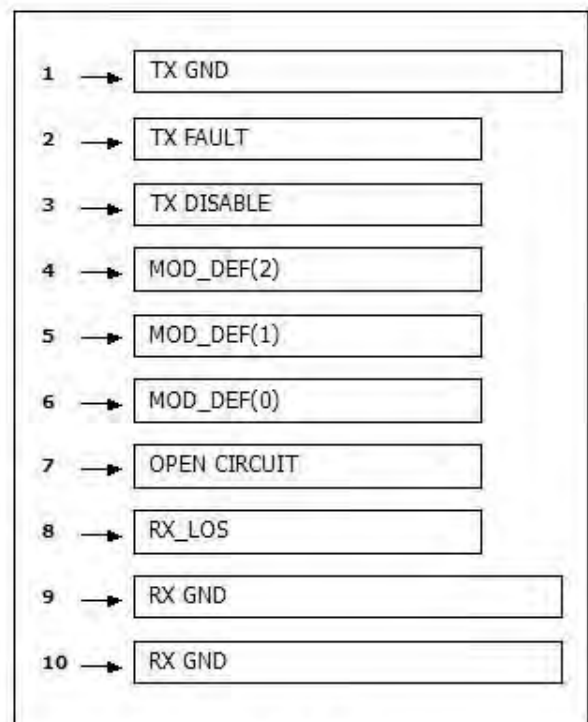 1 TX GND
2 TX FAULT
3 TX DISABLE
4 MOD_DEF(2)
5 MOD_DEF(1)
6 MOD_DEF(0)
7 OPEN CIRCUIT
8 RX_LOS
9 RX GND
10 RX GND